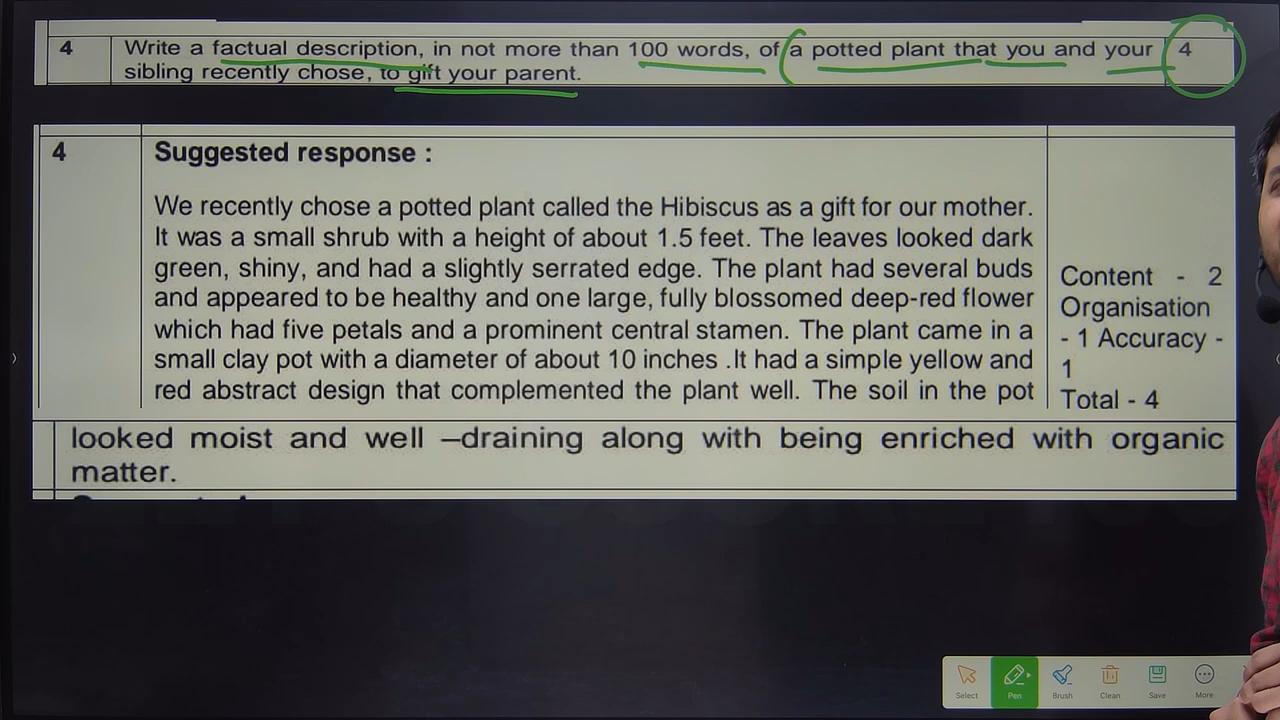 4 Write a factual description, in not more than 100 words, of a potted plant that you and your 4
sibling recently chose, to gift your parent.
4 Suggested response :
We recently chose a potted plant called the Hibiscus as a gift for our mother.
It was a small shrub with a height of about 1.5 feet. The leaves looked dark
green, shiny, and had a slightly serrated edge. The plant had several buds
and appeared to be healthy and one large, fully blossomed deep-red flower
which had five petals and a prominent central stamen. The plant came in a
small clay pot with a diameter of about 10 inches .It had a simple yellow and
red abstract design that complemented the plant well. The soil in the pot
Content - 2
Organisation
- 1 Accuracy -
1
Total - 4
looked moist and well –draining along with being enriched with organic
matter.
Select Pen Brush Clean Save More